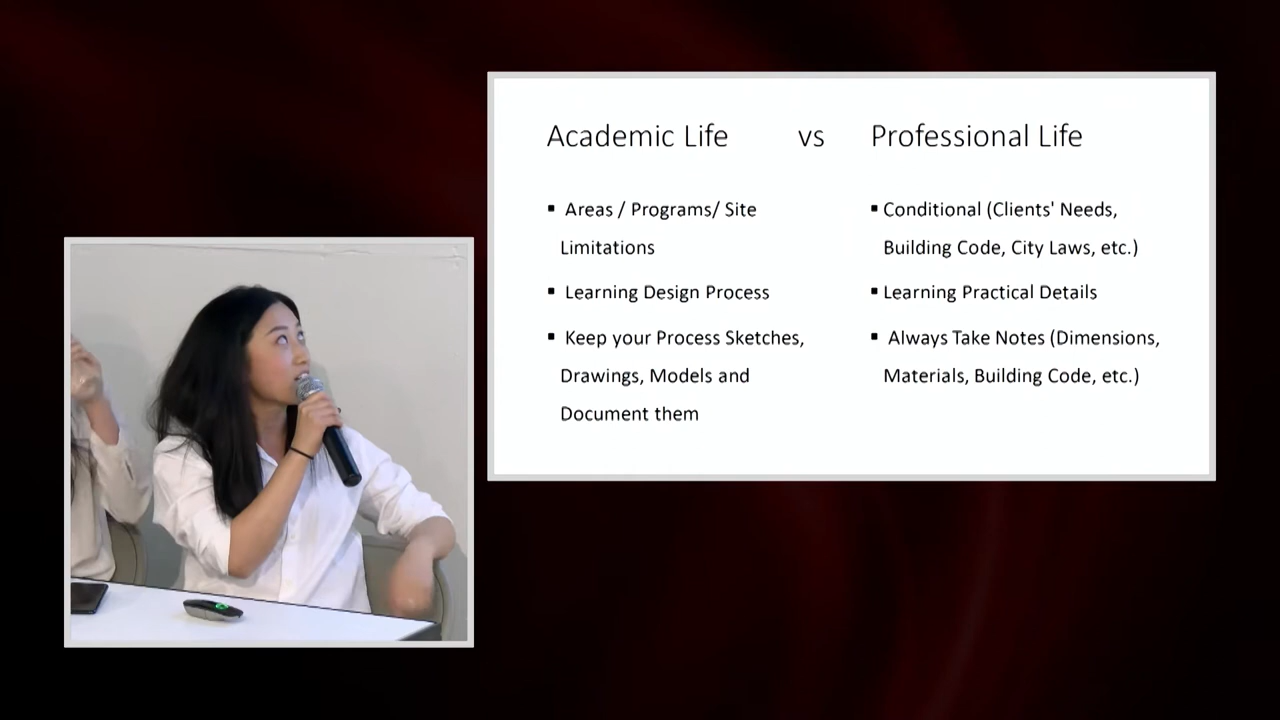 Academic Life vs Professional Life
▪ Areas / Programs/ Site
Limitations
▪ Learning Design Process
▪ Keep your Process Sketches,
Drawings, Models and
Document them
▪ Conditional (Clients' Needs,
Building Code, City Laws, etc.)
▪ Learning Practical Details
▪ Always Take Notes (Dimensions,
Materials, Building Code, etc.)